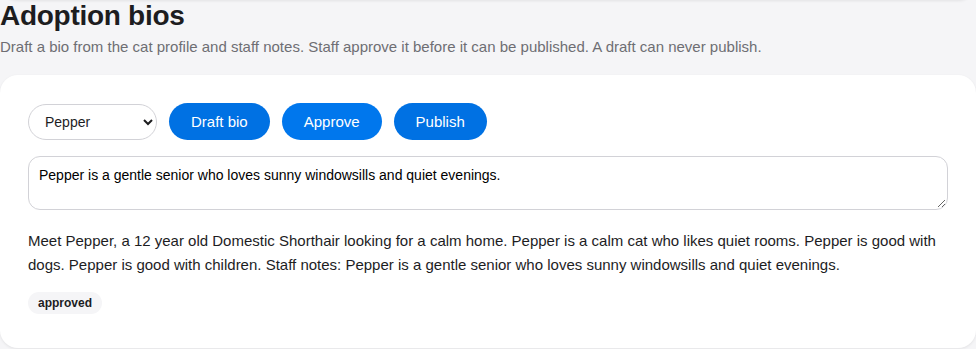 Adoption bios
Draft a bio from the cat profile and staff notes. Staff approve it before it can be published. A draft can never publish.
Pepper
Draft bio
Approve
Publish
Pepper is a gentle senior who loves sunny windowsills and quiet evenings.
Meet Pepper, a 12 year old Domestic Shorthair looking for a calm home. Pepper is a calm cat who likes quiet rooms. Pepper is good with
dogs. Pepper is good with children. Staff notes: Pepper is a gentle senior who loves sunny windowsills and quiet evenings.
approved